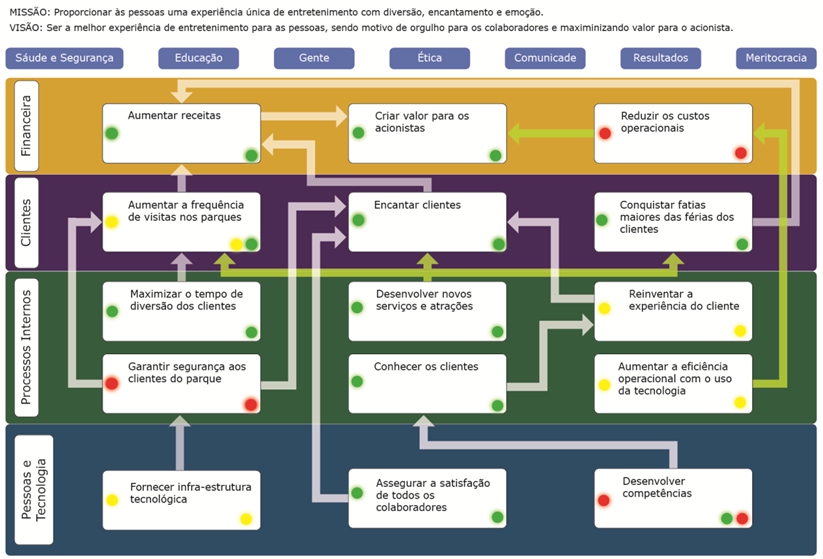 MISSÃO: Proporcionar às pessoas uma experiência única de entretenimento com diversão, encantamento e emoção.
VISÃO: Ser a melhor experiência de entretenimento para as pessoas, sendo motivo de orgulho para os colaboradores e maximinizando valor para o acionista.
Sáude e Segurança
Educação
Gente
Ética
Comunicade
Resultados
Meritocracia
Financeira
Aumentar receitas
Criar valor para os
acionistas
Reduzir os custos
operacionais
Clientes
Aumentar a frequência
de visitas nos parques
Encantar clientes
Conquistar fatias
maiores das férias dos
clientes
Processos Internos
Maximizar o tempo de
diversão dos clientes
Desenvolver novos
serviços e atrações
Reinventar a
experiência do cliente
Garantir segurança aos
clientes do parque
Conhecer os clientes
Aumentar a eficiência
operacional com o uso
da tecnologia
Pessoas e
Tecnologia
Fornecer infra-estrutura
tecnológica
Assegurar a satisfação
de todos os
colaboradores
Desenvolver
competências